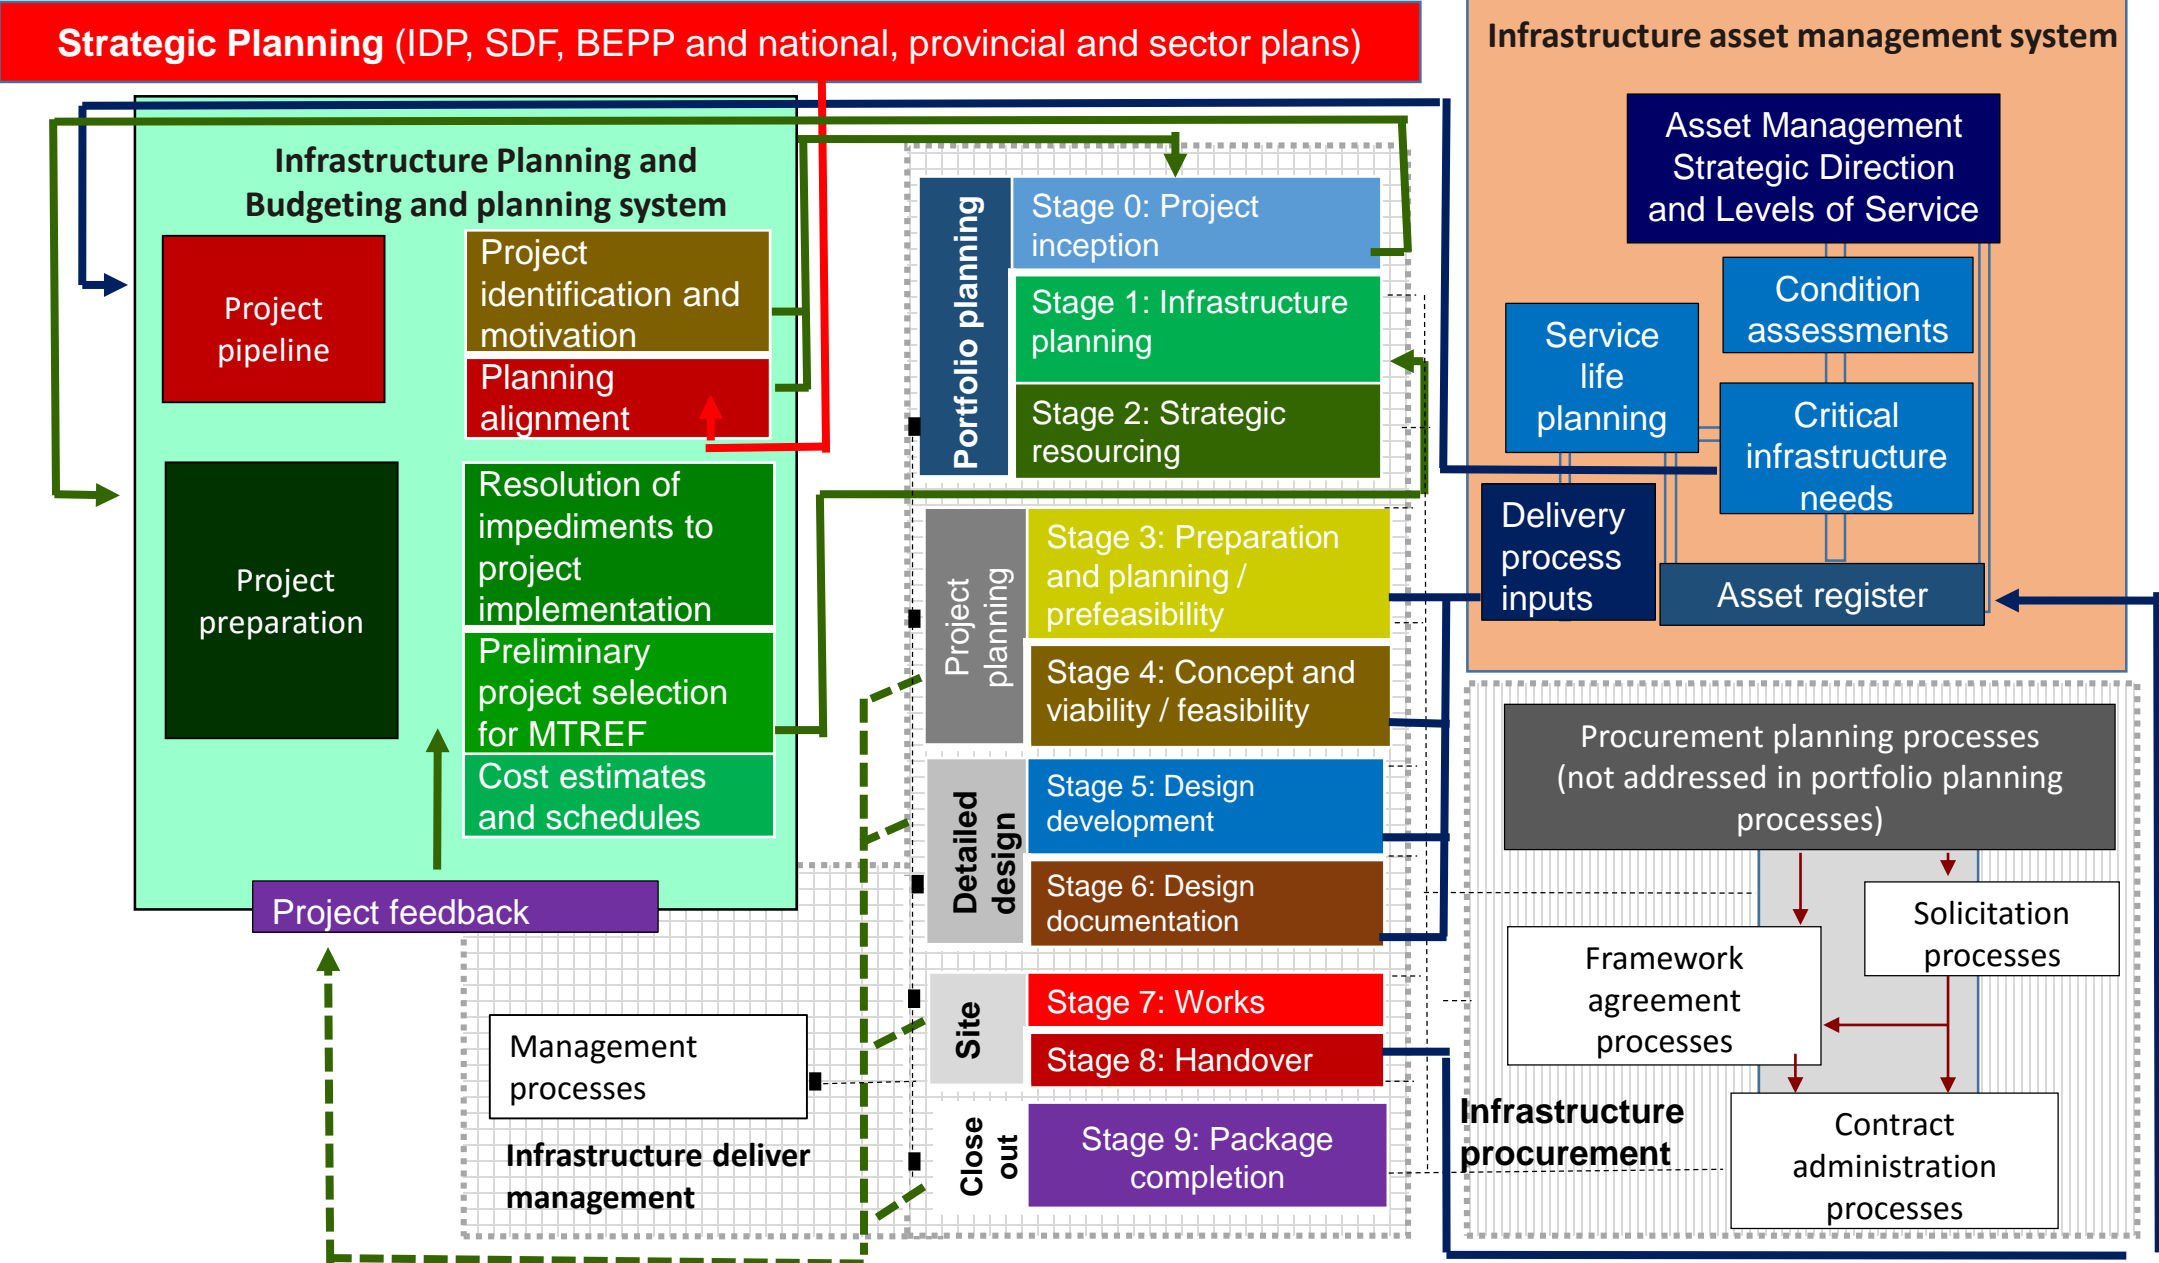 Strategic Planning (IDP, SDF, BEPP and national, provincial and sector plans)
Infrastructure Planning and
Budgeting and planning system
Project
pipeline
Project
identification and
motivation
Planning
alignment
Project
preparation
Resolution of
impediments to
project
implementation
Preliminary
project selection
for MTREF
Cost estimates
and schedules
Project feedback
Management
processes
Infrastructure deliver
management
Portfolio planning
Stage 0: Project
inception
Stage 1: Infrastructure
planning
Stage 2: Strategic
resourcing
Project
planning
Stage 3: Preparation
and planning /
prefeasibility
Stage 4: Concept and
viability / feasibility
Detailed
design
Stage 5: Design
development
Stage 6: Design
documentation
Site
Stage 7: Works
Stage 8: Handover
Close
out
Stage 9: Package
completion
Infrastructure asset management system
Asset Management
Strategic Direction
and Levels of Service
Condition
assessments
Service
life
planning
Critical
infrastructure
needs
Delivery
process
inputs
Asset register
Procurement planning processes
(not addressed in portfolio planning
processes)
Solicitation
processes
Framework
agreement
processes
Infrastructure
procurement
Contract
administration
processes